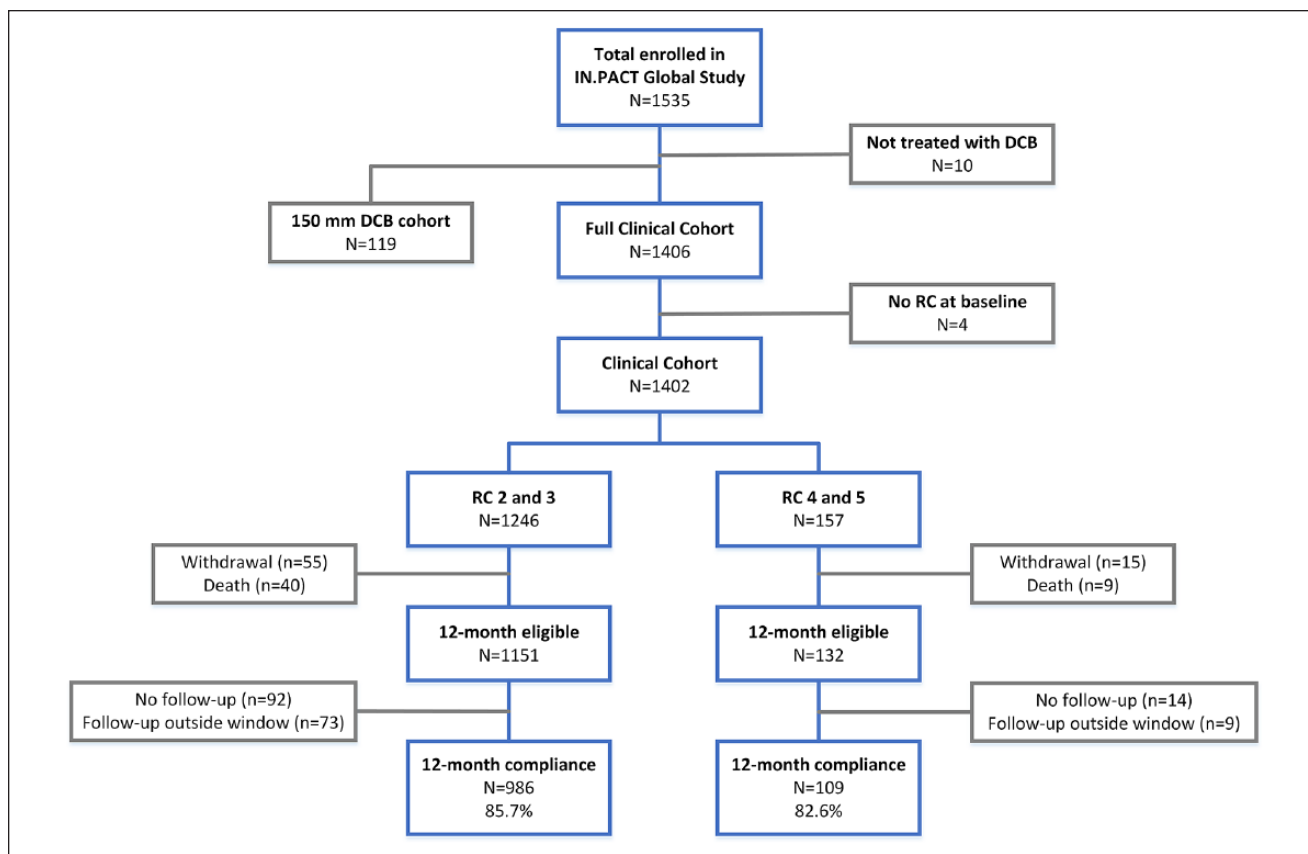 Total enrolled in
IN.PACT Global Study
N=1535
Not treated with DCB
N=10
150 mm DCB cohort
N=119
Full Clinical Cohort
N=1406
No RC at baseline
N=4
Clinical Cohort
N=1402
RC 2 and 3
N=1246
RC 4 and 5
N=157
Withdrawal (n=55)
Death (n=40)
Withdrawal (n=15)
Death (n=9)
12-month eligible
N=1151
12-month eligible
N=132
No follow-up (n=92)
Follow-up outside window (n=73)
No follow-up (n=14)
Follow-up outside window (n=9)
12-month compliance
N=986
85.7%
12-month compliance
N=109
82.6%